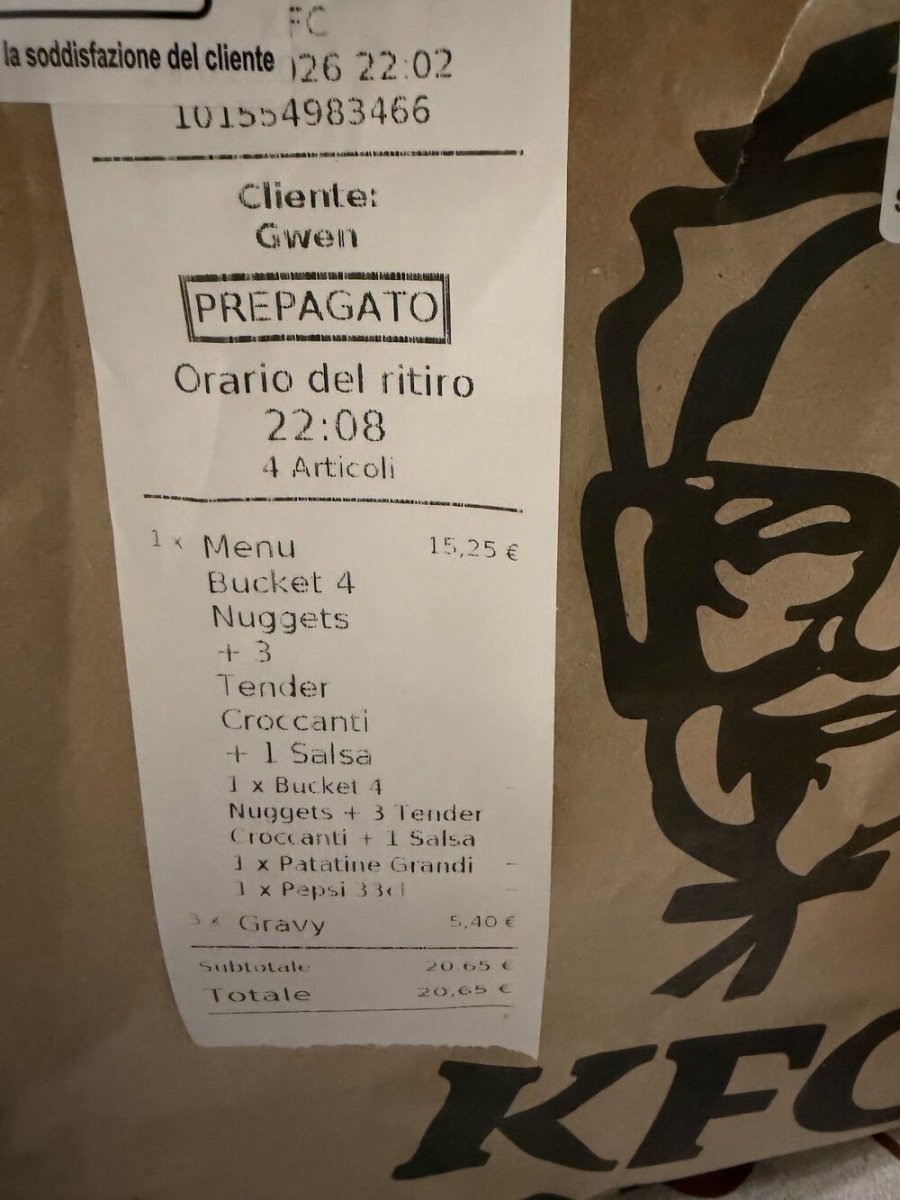 FC
la soddisfazione del cliente
026 22:02
101554983466
Cliente:
Gwen
PREPAGATO
Orario del ritiro
22:08
4 Articoli
1 x Menu 15,25 €
Bucket 4
Nuggets
+ 3
Tender
Croccanti
+ 1 Salsa
1 x Bucket 4 -
Nuggets + 3 Tender
Croccanti + 1 Salsa
1 x Patatine Grandi -
1 x Pepsi 33cl -
3 x Gravy 5,40 €
Subtotale 20,65 €
Totale 20,65 €
KFC